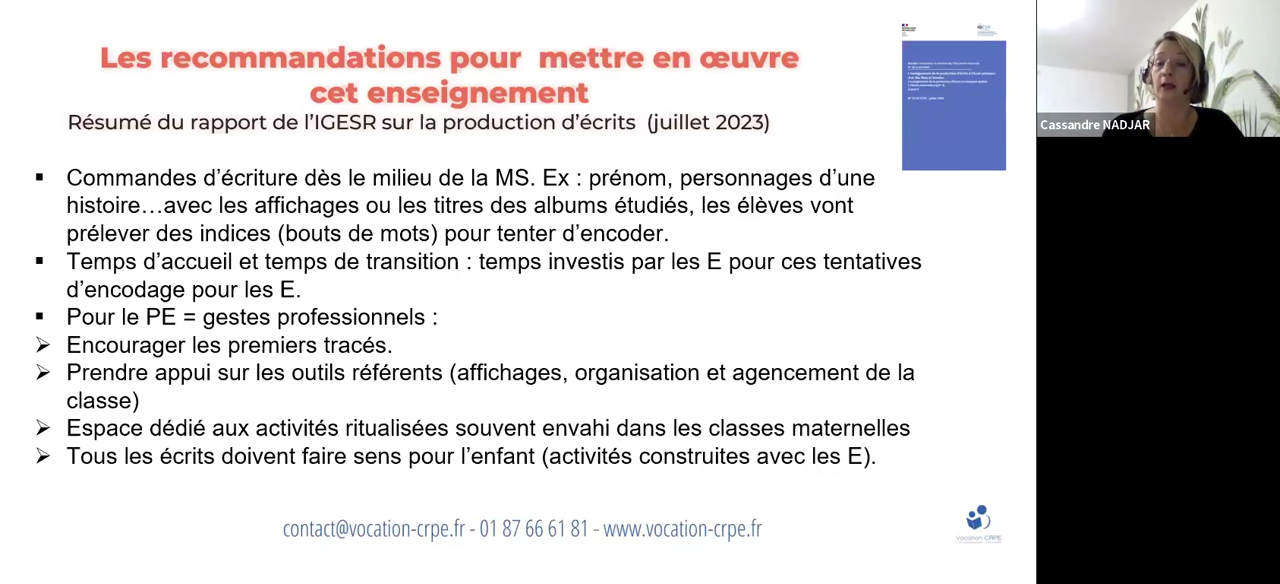 Les recommandations pour mettre en œuvre
cet enseignement
Résumé du rapport de l'IGESR sur la production d'écrits (juillet 2023)
Cassandre NADJAR
▪ Commandes d'écriture dès le milieu de la MS. Ex : prénom, personnages d'une
histoire…avec les affichages ou les titres des albums étudiés, les élèves vont
prélever des indices (bouts de mots) pour tenter d'encoder.
▪ Temps d'accueil et temps de transition : temps investis par les E pour ces tentatives
d'encodage pour les E.
▪ Pour le PE = gestes professionnels :
➢ Encourager les premiers tracés.
➢ Prendre appui sur les outils référents (affichages, organisation et agencement de la
classe)
➢ Espace dédié aux activités ritualisées souvent envahi dans les classes maternelles
➢ Tous les écrits doivent faire sens pour l'enfant (activités construites avec les E).
contact@vocation-crpe.fr - 01 87 66 61 81 - www.vocation-crpe.fr
Vocation CRPE